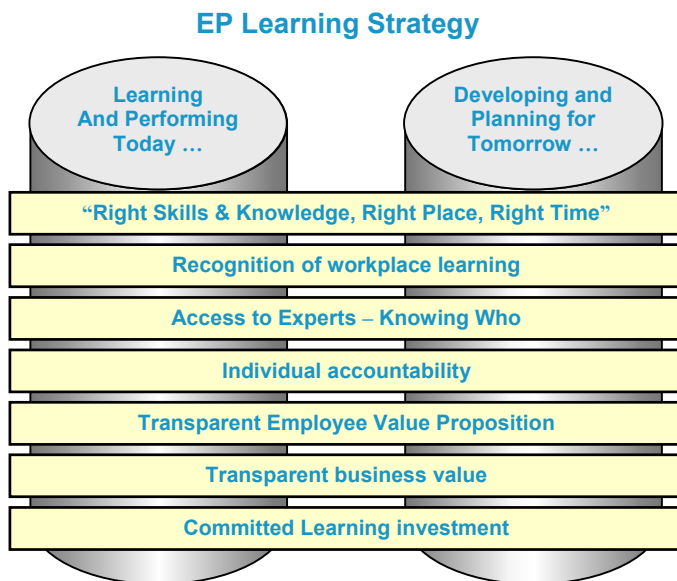 EP Learning Strategy
Learning
And Performing
Today …
Developing and
Planning for
Tomorrow …
“Right Skills & Knowledge, Right Place, Right Time”
Recognition of workplace learning
Access to Experts – Knowing Who
Individual accountability
Transparent Employee Value Proposition
Transparent business value
Committed Learning investment